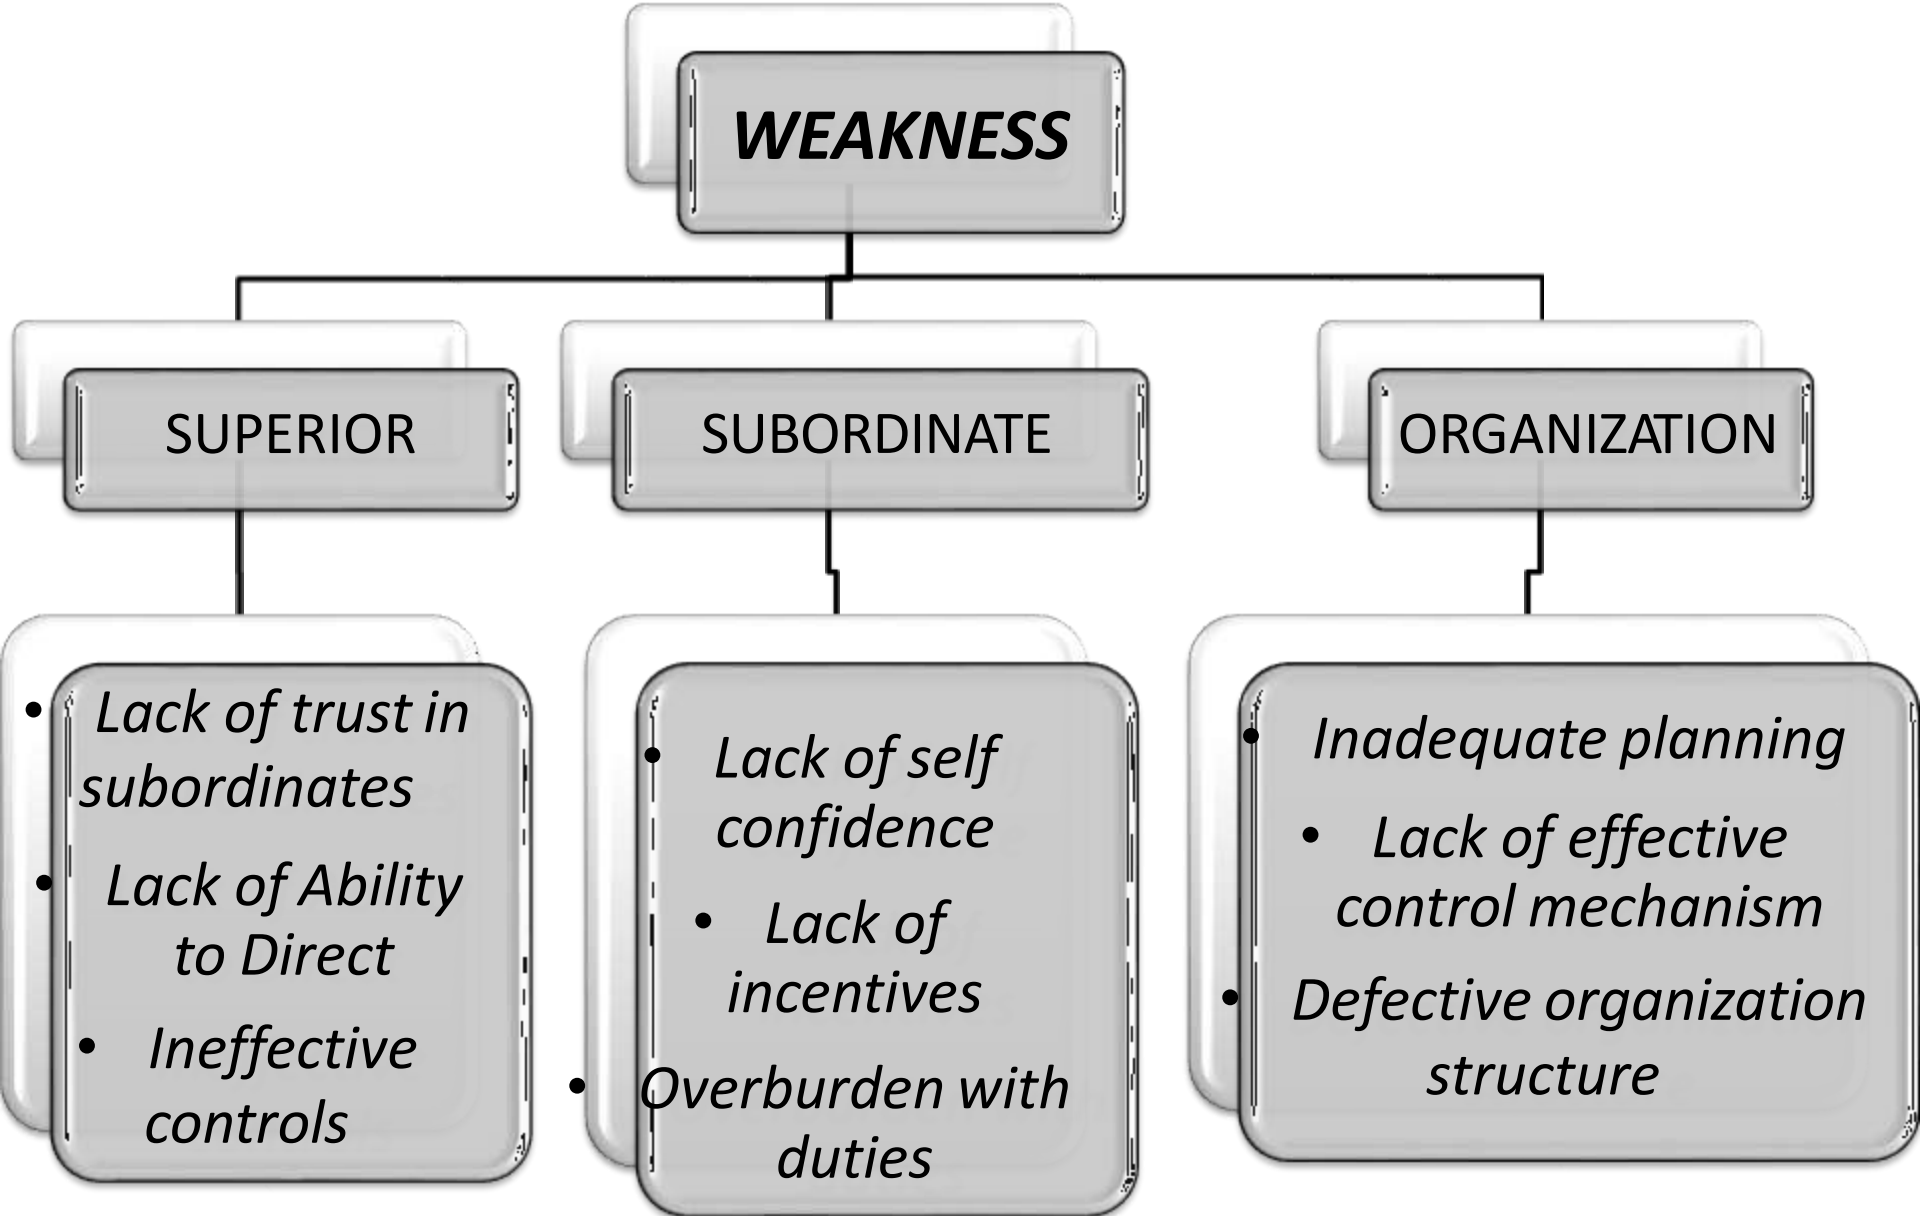 WEAKNESS
SUPERIOR
SUBORDINATE
ORGANIZATION
• Lack of trust in
subordinates
• Lack of Ability
to Direct
• Ineffective
controls
• Lack of self
confidence
• Lack of
incentives
• Overburden with
duties
• Inadequate planning
• Lack of effective
control mechanism
• Defective organization
structure